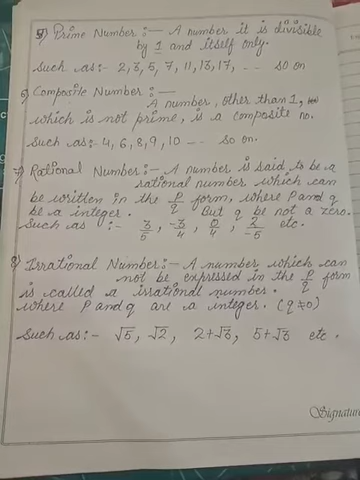 5) Prime Number :- A number it is divisible
by 1 and itself only.
Such as :- 2, 3, 5, 7, 11, 13, 17, -- so on
6) Composite Number :-
A number, other than 1,
which is not prime, is a composite no.
Such as:- 4, 6, 8, 9, 10 -- so on.
7) Rational Number :- A number is said to be a
rational number which can
be written in the p/q form, where P and q
be a integer. But q be not a zero.
Such as :- 3/5, -3/4, 0/4, 2/-5 etc.
8) Irrational Number :- A number which can
not be expressed in the p/q form
is called a irrational number.
where P and q are a integer. (q ≠ 0)
Such as:- √5, √2, 2+√3, 5+√3 etc.
Signature